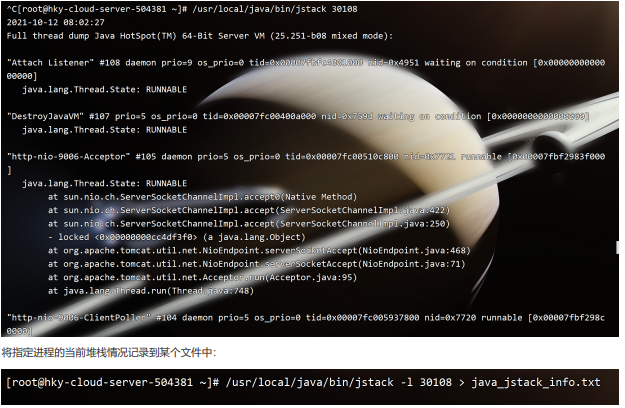 ^C[root@hky-cloud-server-504381 ~]# /usr/local/java/bin/jstack 30108
2021-10-12 08:02:27
Full thread dump Java HotSpot(TM) 64-Bit Server VM (25.251-b08 mixed mode):
"Attach Listener" #108 daemon prio=9 os_prio=0 nid=0x4951 waiting on condition [0x00000000000
00000]
java.lang.Thread.State: RUNNABLE
"DestroyJavaVM" #107 prio=5 os_prio=0 tid=0x00007fc00400a000 nid=0x759d waiting on condition [0x0000000000000000]
java.lang.Thread.State: RUNNABLE
"http-nio-9006-Acceptor" #105 daemon prio=5 os_prio=0 tid=0x00007fc00510c800 nid=0x7721 runnable [0x00007fbf2983f000
]
java.lang.Thread.State: RUNNABLE
at sun.nio.ch.ServerSocketChannelImpl.accept0(Native Method)
at sun.nio.ch.ServerSocketChannelImpl.accept(ServerSocketChannelImpl.java:422)
at sun.nio.ch.ServerSocketChannelImpl.accept(ServerSocketChannelImpl.java:250)
- locked <0x00000000cc4df3f0> (a java.lang.Object)
at org.apache.tomcat.util.net.NioEndpoint.serverSocketAccept(NioEndpoint.java:468)
at org.apache.tomcat.util.net.NioEndpoint.serverSocketAccept(NioEndpoint.java:71)
at org.apache.tomcat.util.net.Acceptor.run(Acceptor.java:95)
at java.lang.Thread.run(Thread.java:748)
"http-nio-9006-ClientPoller" #104 daemon prio=5 os_prio=0 tid=0x00007fc005937800 nid=0x7720 runnable [0x00007fbf298c
0000]
将指定进程的当前堆栈情况记录到某个文件中:
[root@hky-cloud-server-504381 ~]# /usr/local/java/bin/jstack -l 30108 > java_jstack_info.txt